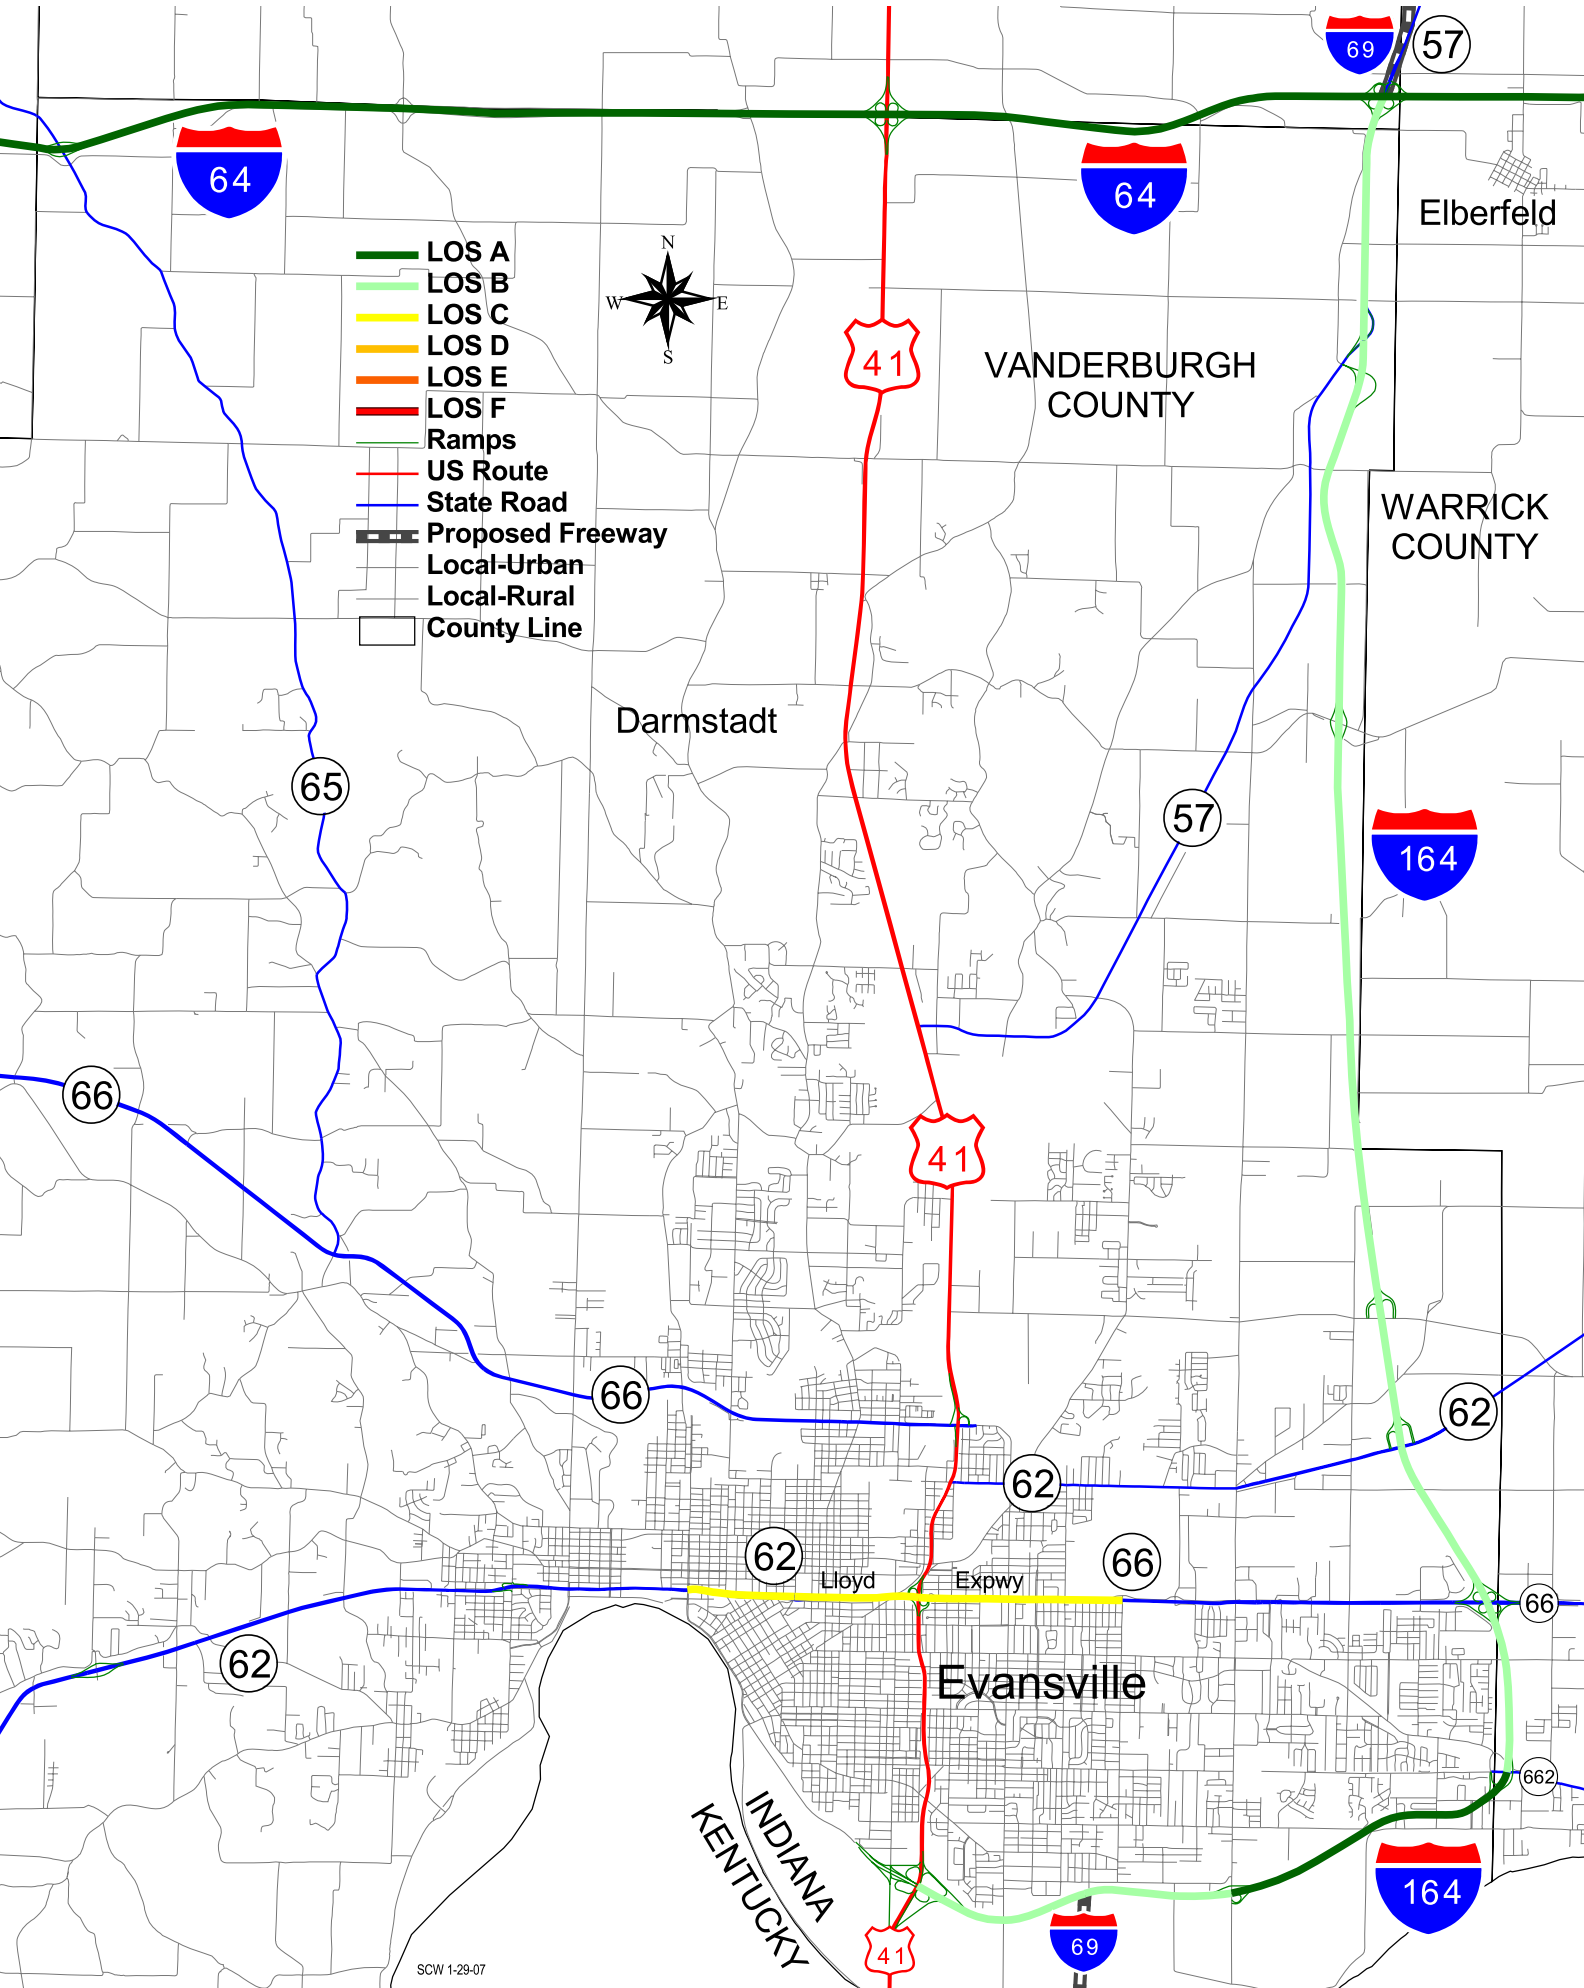 69
57
64
64
Elberfeld
LOS A
LOS B
LOS C
LOS D
LOS E
LOS F
Ramps
US Route
State Road
Proposed Freeway
Local-Urban
Local-Rural
County Line
N
W
E
S
41
VANDERBURGH
COUNTY
WARRICK
COUNTY
Darmstadt
65
57
164
66
41
66
62
62
62
66
Lloyd
Expwy
66
62
Evansville
662
INDIANA
KENTUCKY
164
69
41
SCW 1-29-07